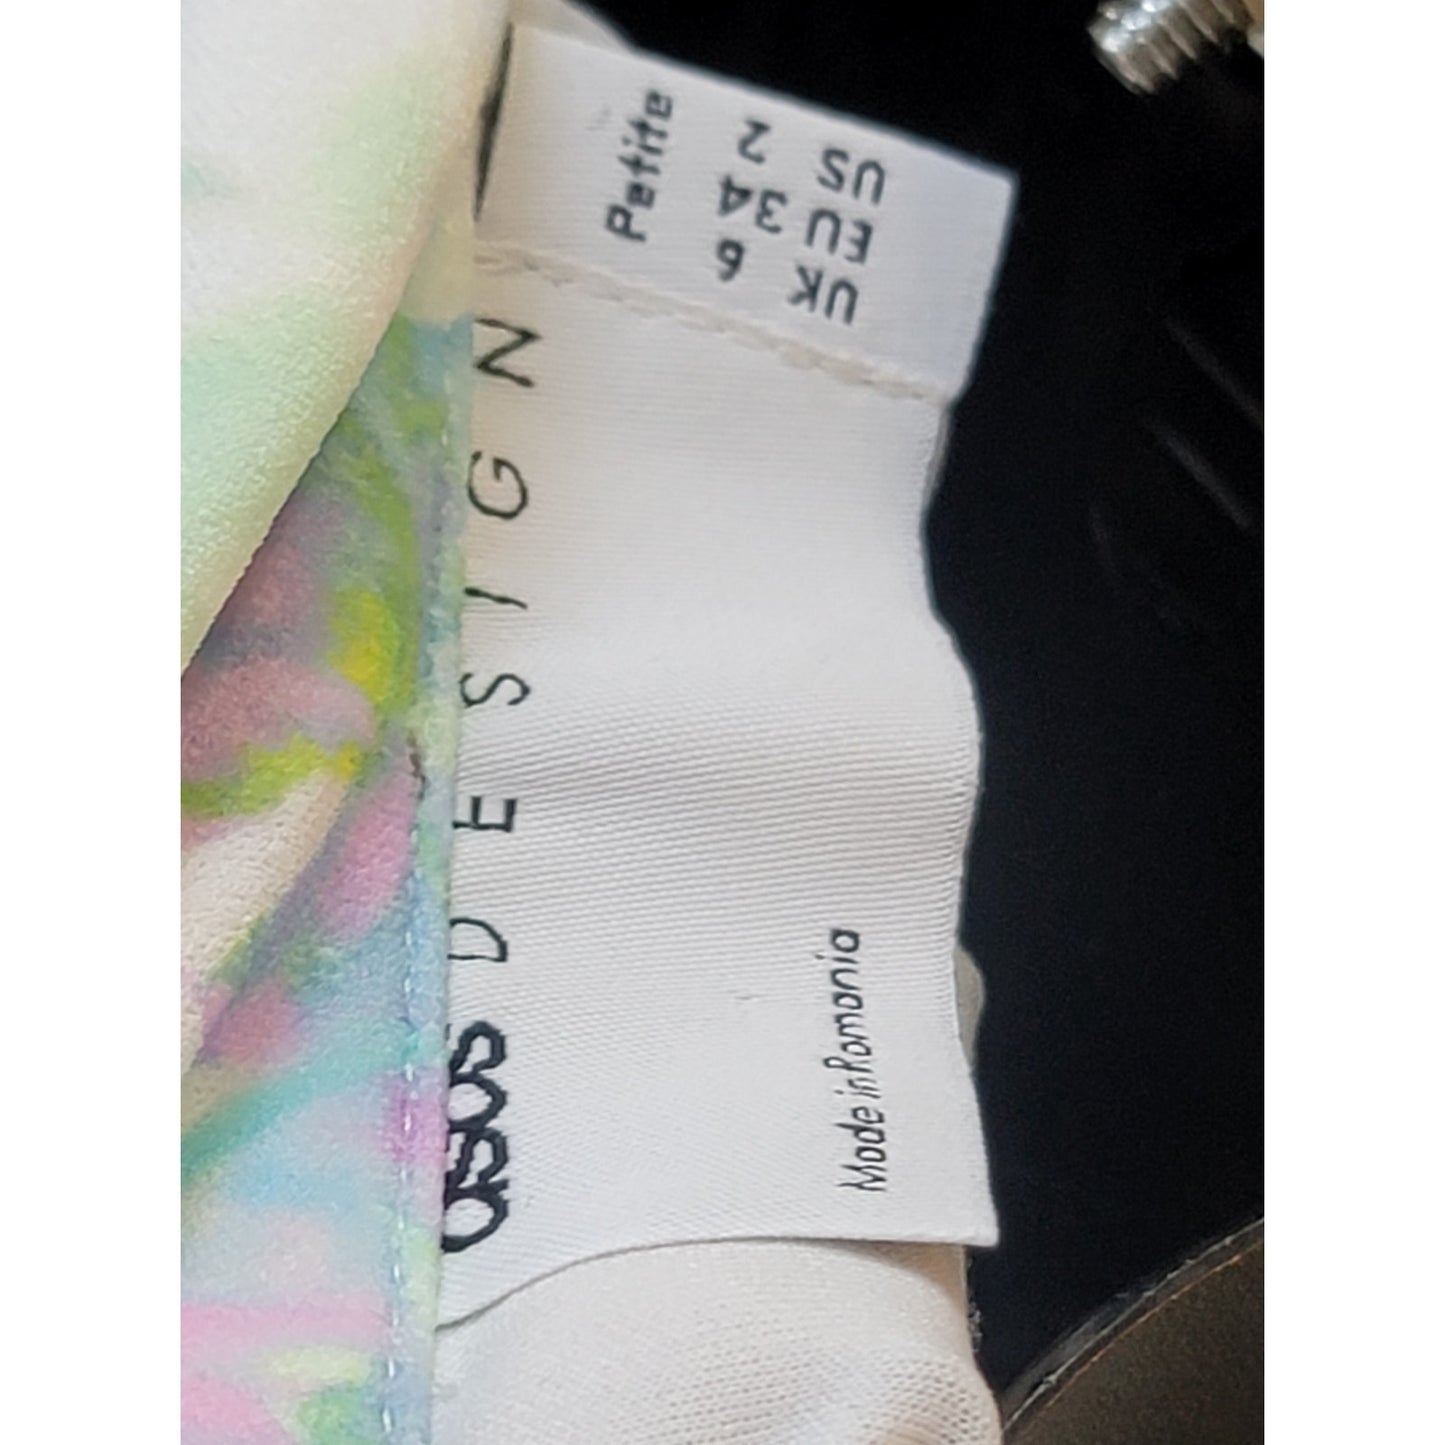 asos DESIGN
Made in Romania
Petite
UK EU US
6 34 2